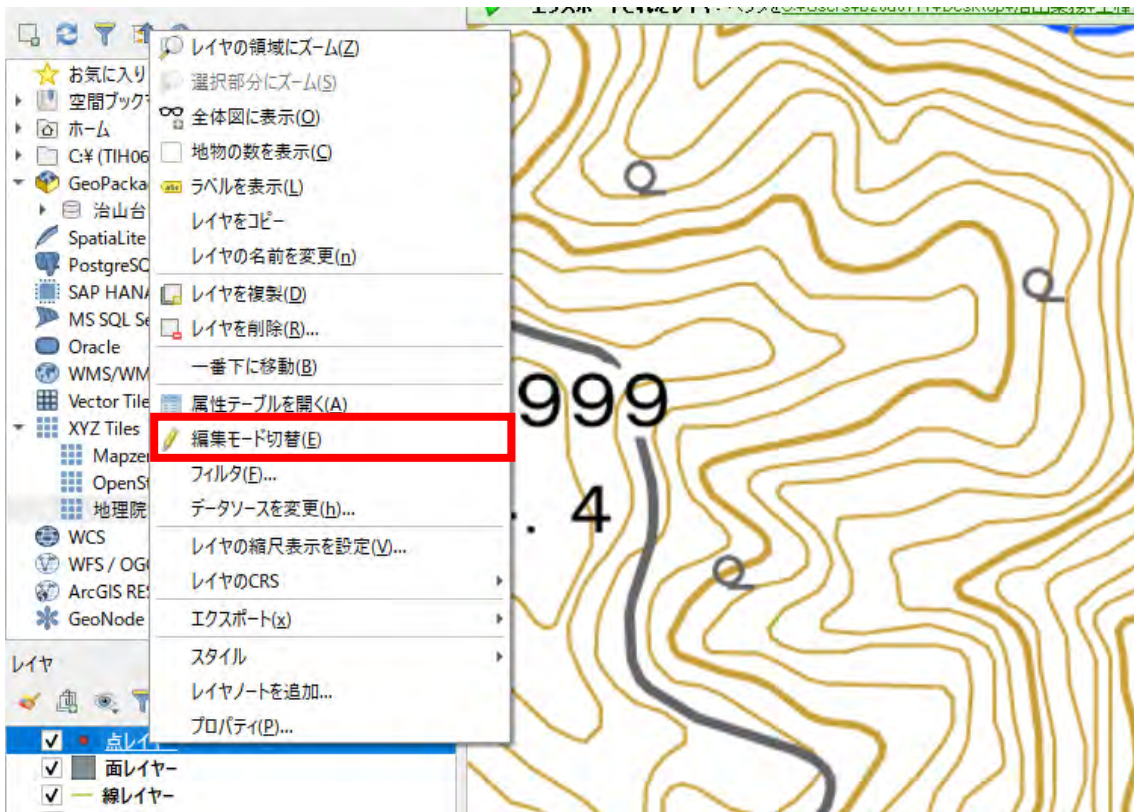 お気に入り
空間ブック
ホーム
C:¥ (TIH06
GeoPacka
治山台
SpatiaLite
PostgreSQ
SAP HANA
MS SQL Se
Oracle
WMS/WM
Vector Tile
XYZ Tiles
Mapze
OpenSt
地理院
WCS
WFS / OG
ArcGIS RES
GeoNode
レイヤの領域にズーム(Z)
選択部分にズーム(S)
全体図に表示(O)
地物の数を表示(C)
ラベルを表示(L)
レイヤをコピー
レイヤの名前を変更(n)
レイヤを複製(D)
レイヤを削除(R)...
一番下に移動(B)
属性テーブルを開く(A)
編集モード切替(E)
フィルタ(F)...
データソースを変更(h)...
レイヤの縮尺表示を設定(V)...
レイヤのCRS
エクスポート(x)
スタイル
レイヤノートを追加...
プロパティ(P)...
999
. 4
レイヤ
点レイヤー
面レイヤー
線レイヤー